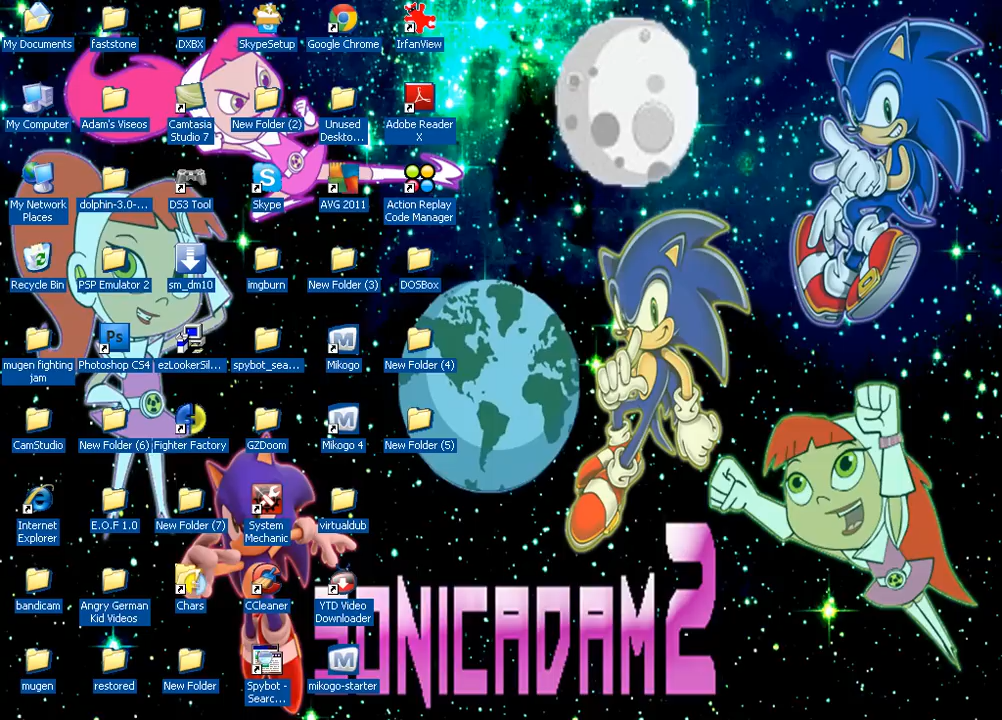 My Documents
faststone
DXBX
SkypeSetup
Google Chrome
IrfanView
My Computer
Adam's Viseos
Camtasia
Studio 7
New Folder (2)
Unused
Deskto...
Adobe Reader
X
My Network
Places
dolphin-3.0-...
DS3 Tool
Skype
AVG 2011
Action Replay
Code Manager
Recycle Bin
PSP Emulator 2
sm_dm10
imgburn
New Folder (3)
DOSBox
mugen fighting
jam
Photoshop CS4
ezLookerSil...
spybot_sea...
Mikogo
New Folder (4)
CamStudio
New Folder (6)
Fighter Factory
GZDoom
Mikogo 4
New Folder (5)
Internet
Explorer
E.O.F 1.0
New Folder (7)
System
Mechanic
virtualdub
bandicam
Angry German
Kid Videos
Chars
CCleaner
YTD Video
Downloader
mugen
restored
New Folder
Spybot -
Searc...
mikogo-starter
SONICADAM2